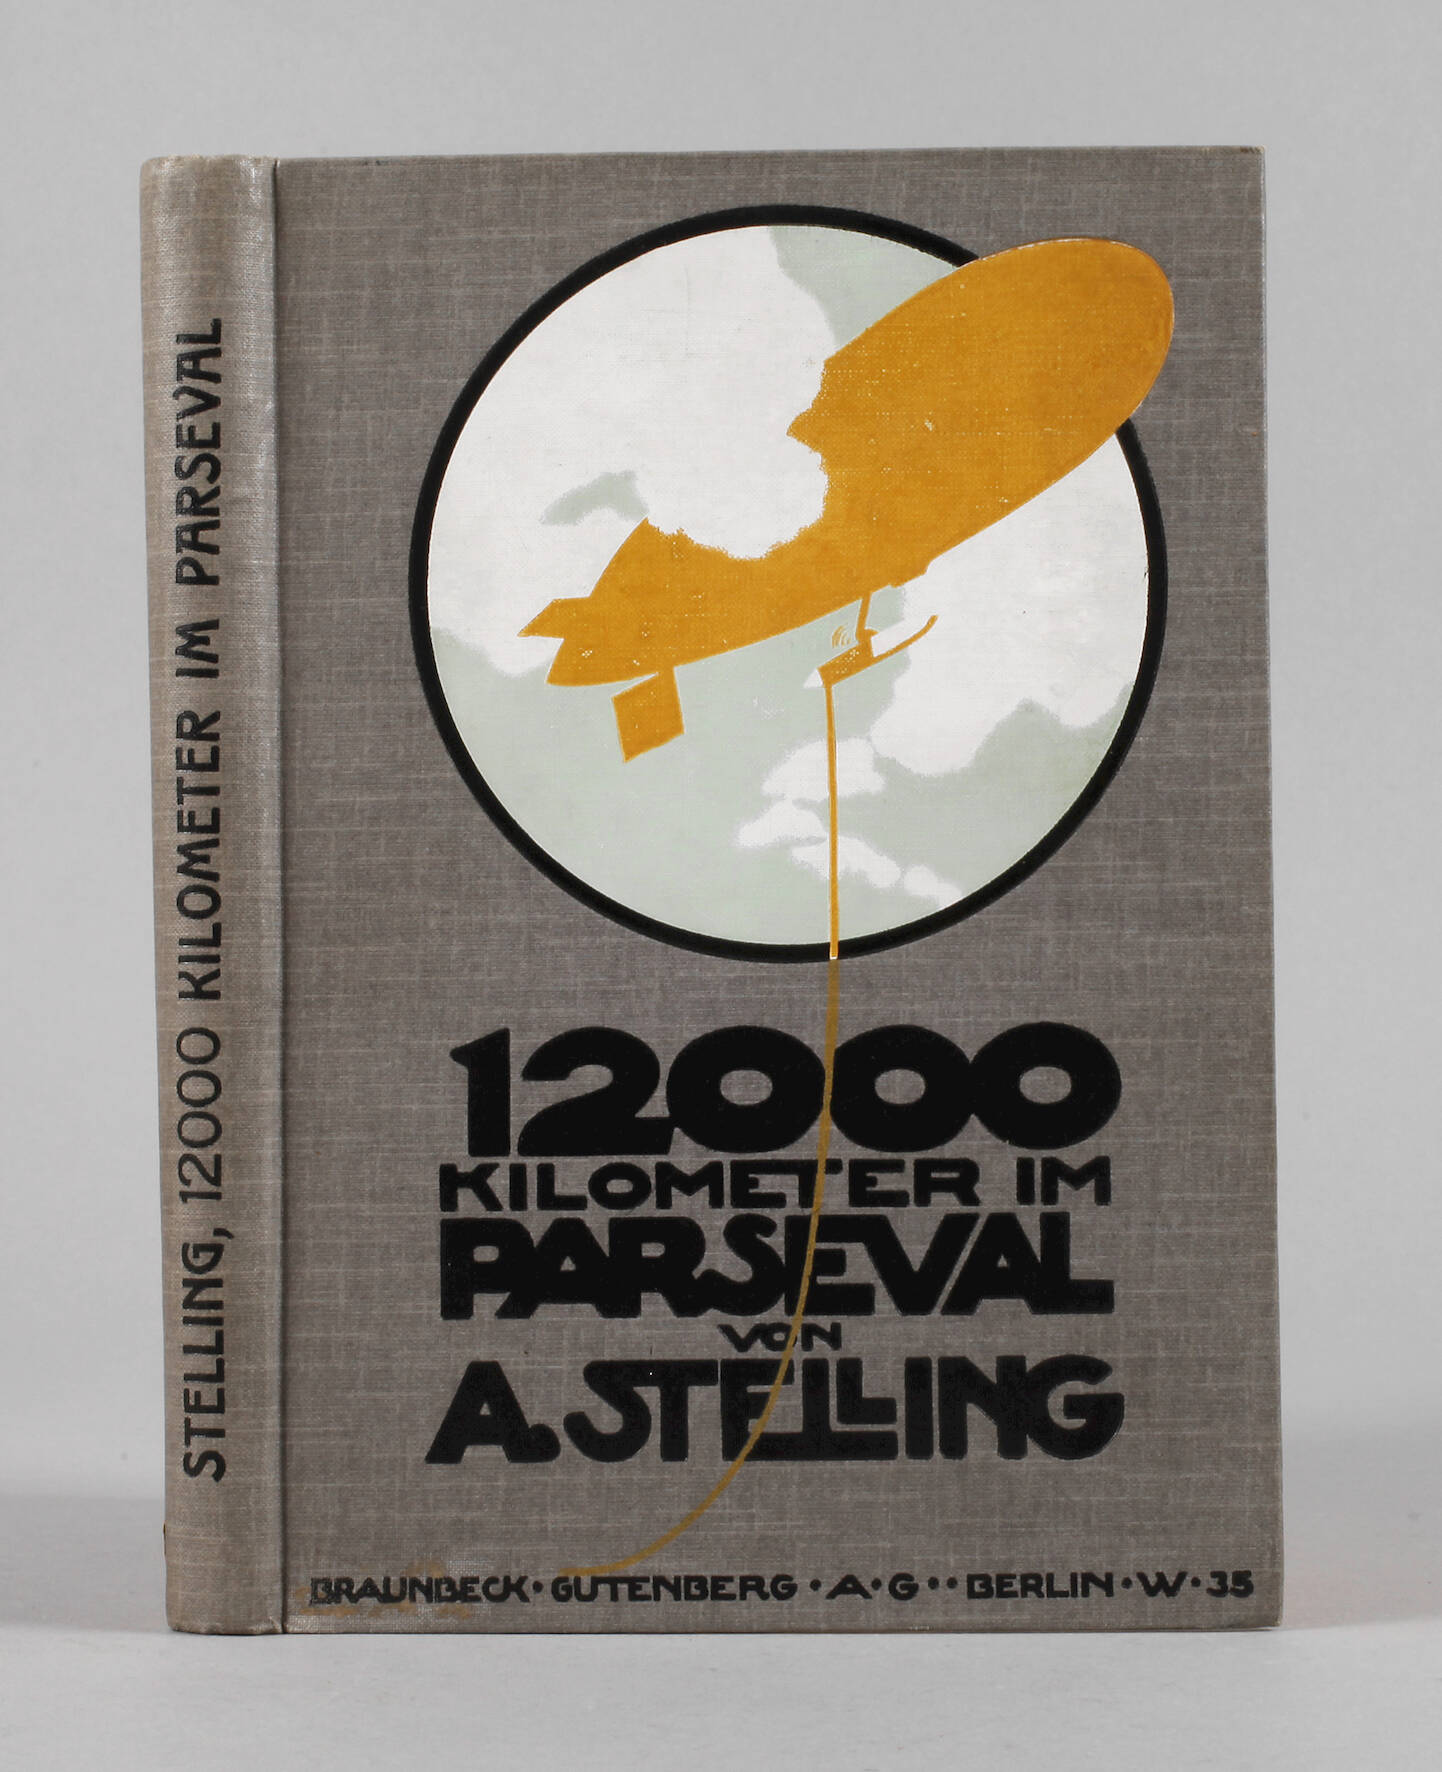 STELLING, 12000 KILOMETER IM PARSEVAL
12000
KILOMETER IM
PARSEVAL
VON
A. STELLING
BRAUNBECK · GUTENBERG · A · G · · BERLIN · W · 35